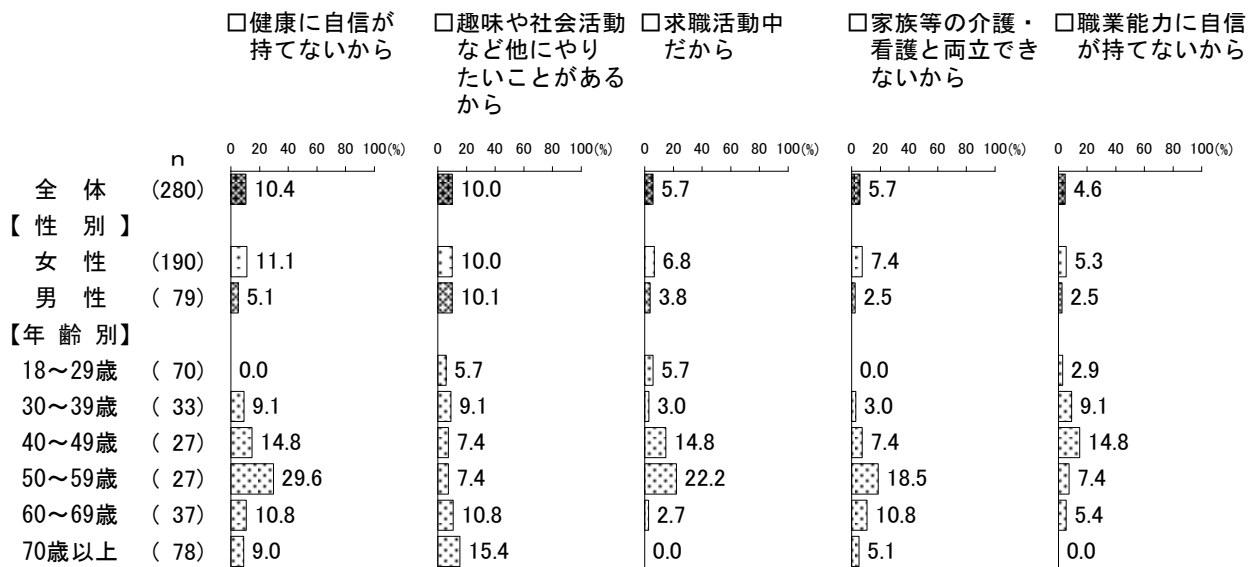 □健康に自信が
持てないから
□趣味や社会活動
など他にやり
たいことがある
から
□求職活動中
だから
□家族等の介護・
看護と両立でき
ないから
□職業能力に自信
が持てないから
n
0 20 40 60 80 100(%)
0 20 40 60 80 100(%)
0 20 40 60 80 100(%)
0 20 40 60 80 100(%)
0 20 40 60 80 100(%)
全 体 (280) 10.4 10.0 5.7 5.7 4.6
【 性 別 】
女 性 (190) 11.1 10.0 6.8 7.4 5.3
男 性 ( 79) 5.1 10.1 3.8 2.5 2.5
【年 齢 別】
18～29歳 ( 70) 0.0 5.7 5.7 0.0 2.9
30～39歳 ( 33) 9.1 9.1 3.0 3.0 9.1
40～49歳 ( 27) 14.8 7.4 14.8 7.4 14.8
50～59歳 ( 27) 29.6 7.4 22.2 18.5 7.4
60～69歳 ( 37) 10.8 10.8 2.7 10.8 5.4
70歳以上 ( 78) 9.0 15.4 0.0 5.1 0.0